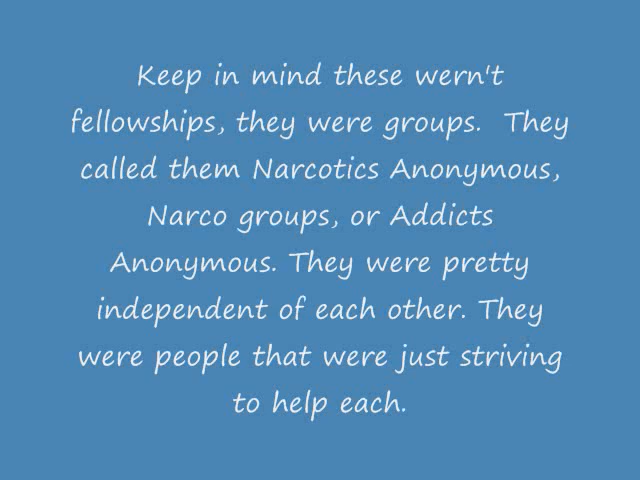 Keep in mind these wern't
fellowships, they were groups.  They
called them Narcotics Anonymous,
Narco groups, or Addicts
Anonymous. They were pretty
independent of each other. They
were people that were just striving
to help each.